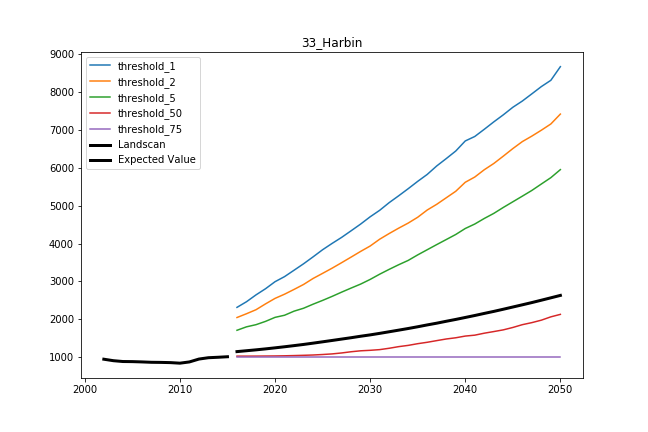 33_Harbin
9000
8000
7000
6000
5000
4000
3000
2000
1000
threshold_1
threshold_2
threshold_5
threshold_50
threshold_75
Landscan
Expected Value
2000 2010 2020 2030 2040 2050